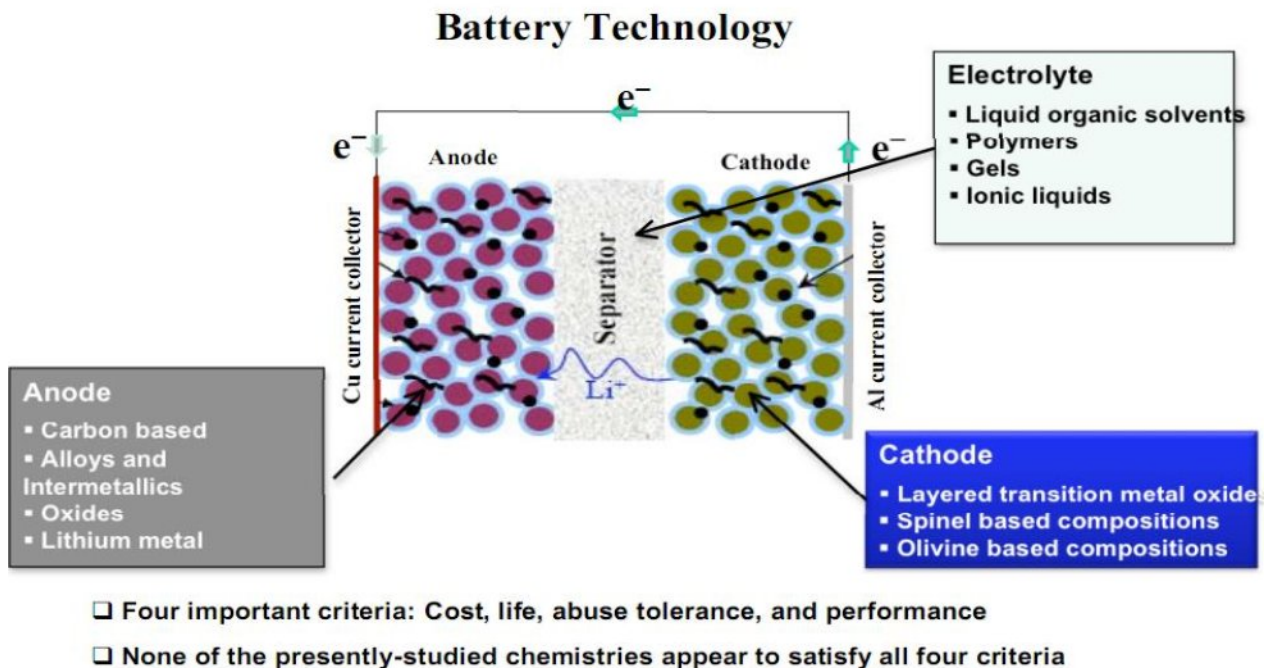 Battery Technology
Electrolyte
▪ Liquid organic solvents
▪ Polymers
▪ Gels
▪ Ionic liquids
e⁻
e⁻
e⁻
Anode
Cathode
Cu current collector
Separator
Al current collector
Li⁺
Anode
▪ Carbon based
▪ Alloys and
Intermetallics
▪ Oxides
▪ Lithium metal
Cathode
▪ Layered transition metal oxides
▪ Spinel based compositions
▪ Olivine based compositions
❑ Four important criteria: Cost, life, abuse tolerance, and performance
❑ None of the presently-studied chemistries appear to satisfy all four criteria